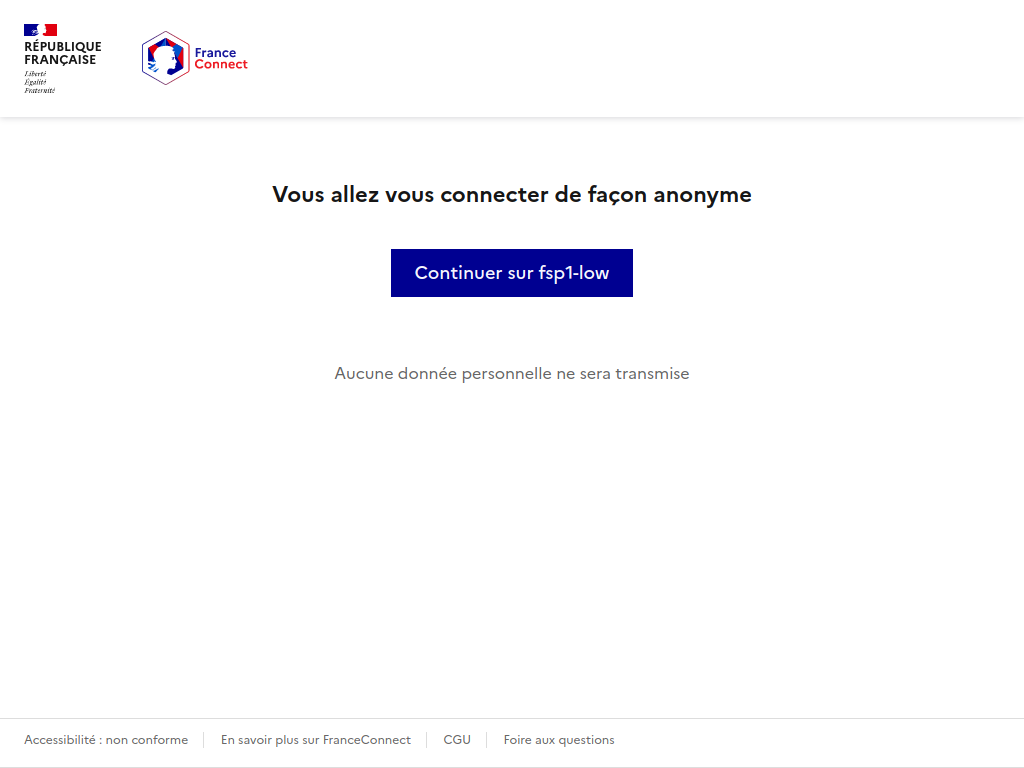 RÉPUBLIQUE
FRANÇAISE
Liberté
Égalité
Fraternité
France
Connect
Vous allez vous connecter de façon anonyme
Continuer sur fsp1-low
Aucune donnée personnelle ne sera transmise
Accessibilité : non conforme
En savoir plus sur FranceConnect
CGU
Foire aux questions